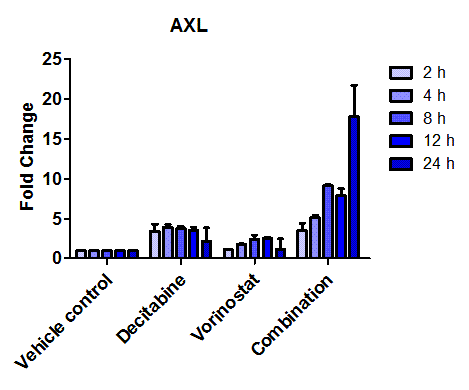 AXL
Fold Change
25
20
15
10
5
0
Vehicle control
Decitabine
Vorinostat
Combination
2 h
4 h
8 h
12 h
24 h